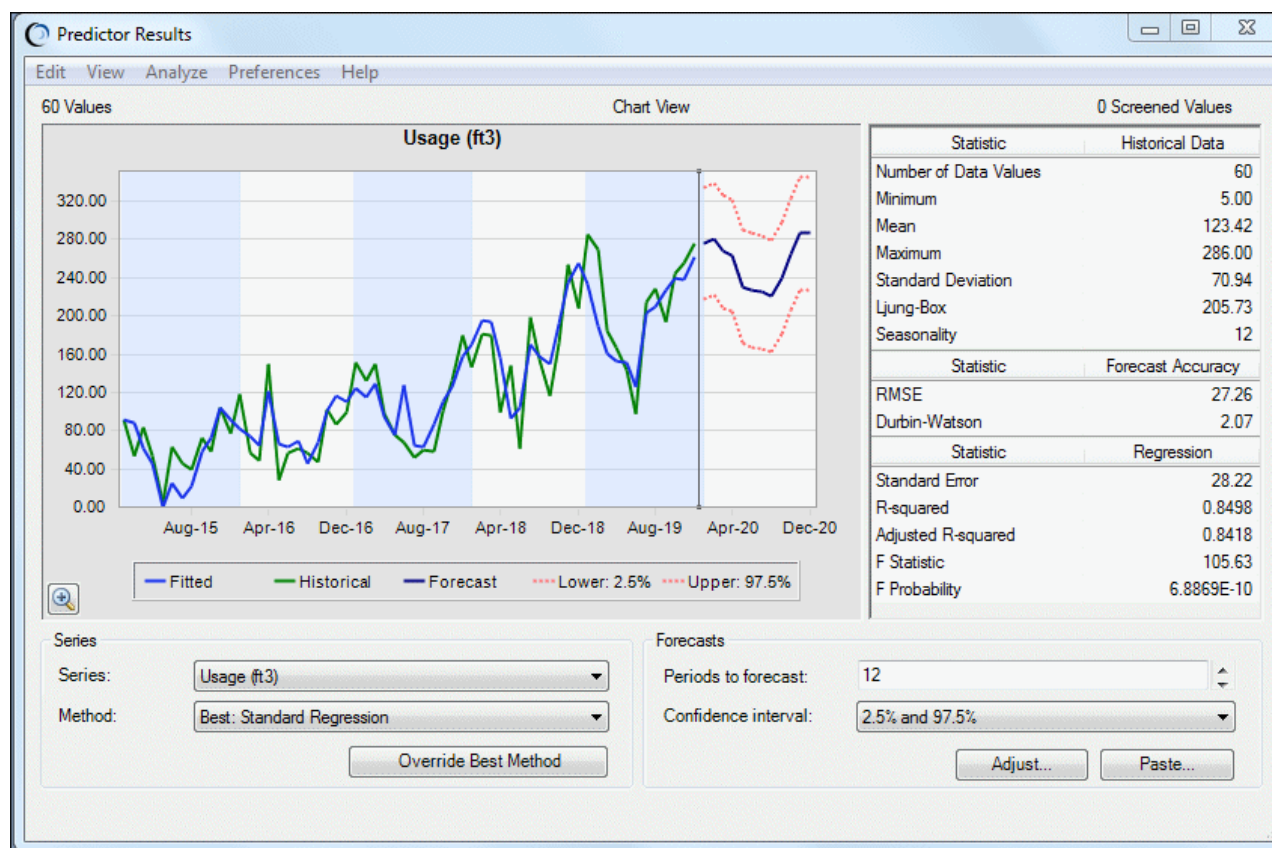 Predictor Results
Edit View Analyze Preferences Help
60 Values Chart View 0 Screened Values
Usage (ft3)
320.00
280.00
240.00
200.00
160.00
120.00
80.00
40.00
0.00
Aug-15 Apr-16 Dec-16 Aug-17 Apr-18 Dec-18 Aug-19 Apr-20 Dec-20
Fitted Historical Forecast Lower: 2.5% Upper: 97.5%
Statistic Historical Data
Number of Data Values 60
Minimum 5.00
Mean 123.42
Maximum 286.00
Standard Deviation 70.94
Ljung-Box 205.73
Seasonality 12
Statistic Forecast Accuracy
RMSE 27.26
Durbin-Watson 2.07
Statistic Regression
Standard Error 28.22
R-squared 0.8498
Adjusted R-squared 0.8418
F Statistic 105.63
F Probability 6.8869E-10
Series
Series: Usage (ft3)
Method: Best: Standard Regression
Override Best Method
Forecasts
Periods to forecast: 12
Confidence interval: 2.5% and 97.5%
Adjust... Paste...